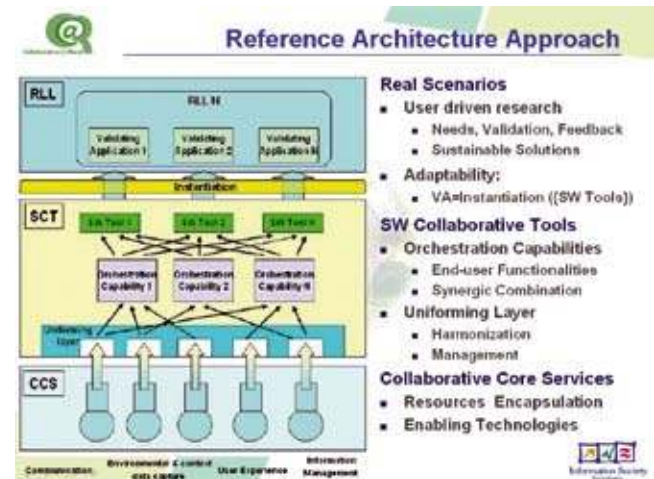 Reference Architecture Approach
RLL
RLL N
Validating
Application 1
Validating
Application 2
Validating
Application N
Instantiation
SCT
SW Tool 1
SW Tool 2
SW Tool N
Orchestration
Capability 1
Orchestration
Capability 2
Orchestration
Capability N
Uniforming
layer
CCS
Communication
Environmental & context
data capture
User Experience
Information
Management
Real Scenarios
▪ User driven research
▪ Needs, Validation, Feedback
▪ Sustainable Solutions
▪ Adaptability:
▪ VA=Instantiation ({SW Tools})
SW Collaborative Tools
▪ Orchestration Capabilities
▪ End-user Functionalities
▪ Synergic Combination
▪ Uniforming Layer
▪ Harmonization
▪ Management
Collaborative Core Services
▪ Resources Encapsulation
▪ Enabling Technologies
Information Society